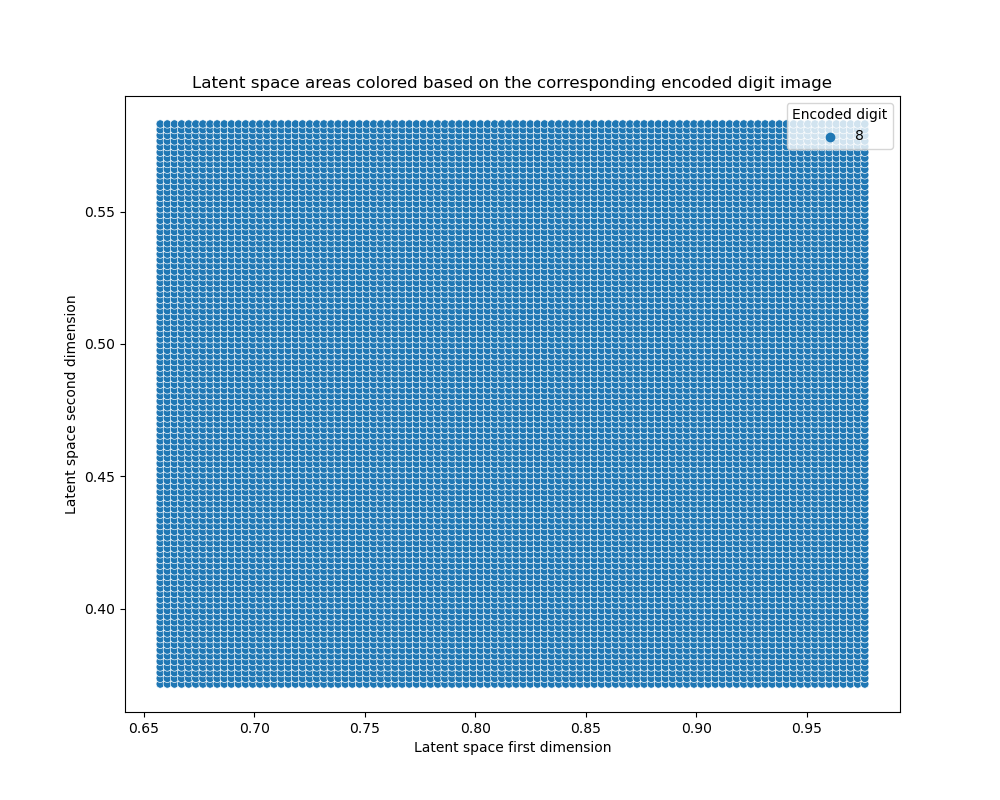 Latent space areas colored based on the corresponding encoded digit image
Encoded digit
8
0.55
0.50
0.45
0.40
Latent space second dimension
0.65 0.70 0.75 0.80 0.85 0.90 0.95
Latent space first dimension